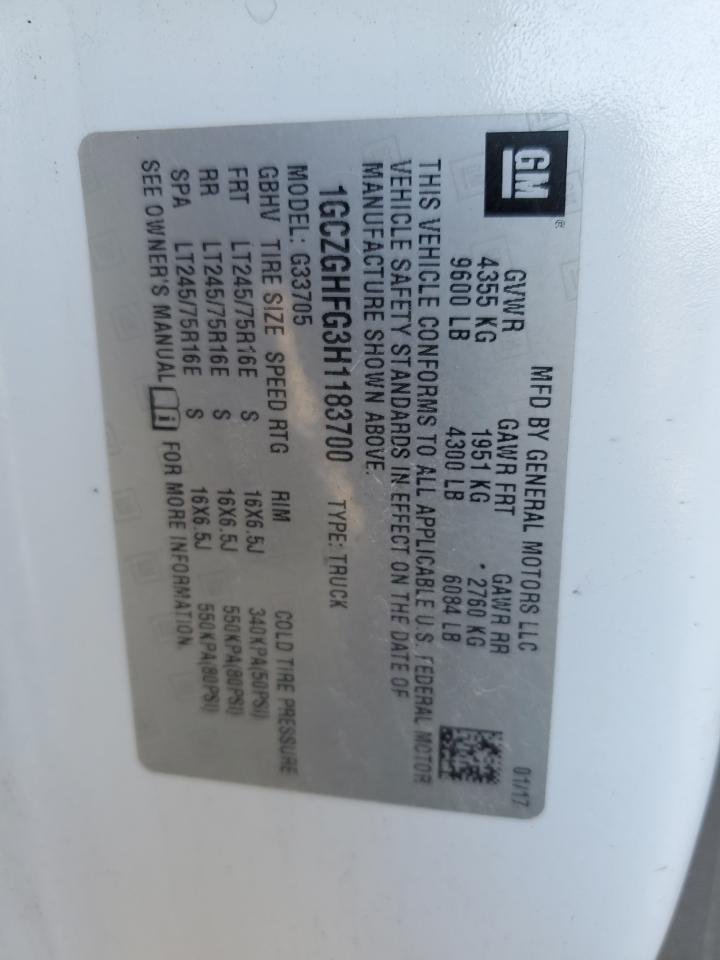 GM®
MFD BY GENERAL MOTORS LLC 01/17
GVWR GAWR FRT GAWR RR
4355 KG 1951 KG 2760 KG
9600 LB 4300 LB 6084 LB
THIS VEHICLE CONFORMS TO ALL APPLICABLE U.S. FEDERAL MOTOR
VEHICLE SAFETY STANDARDS IN EFFECT ON THE DATE OF
MANUFACTURE SHOWN ABOVE.
1GCZGHFG3H1183700 TYPE: TRUCK
MODEL: G33705
GBHV TIRE SIZE SPEED RTG RIM COLD TIRE PRESSURE
FRT LT245/75R16E S 16X6.5J 340KPA(50PSI)
RR LT245/75R16E S 16X6.5J 550KPA(80PSI)
SPA LT245/75R16E S 16X6.5J 550KPA(80PSI)
SEE OWNER'S MANUAL i FOR MORE INFORMATION.